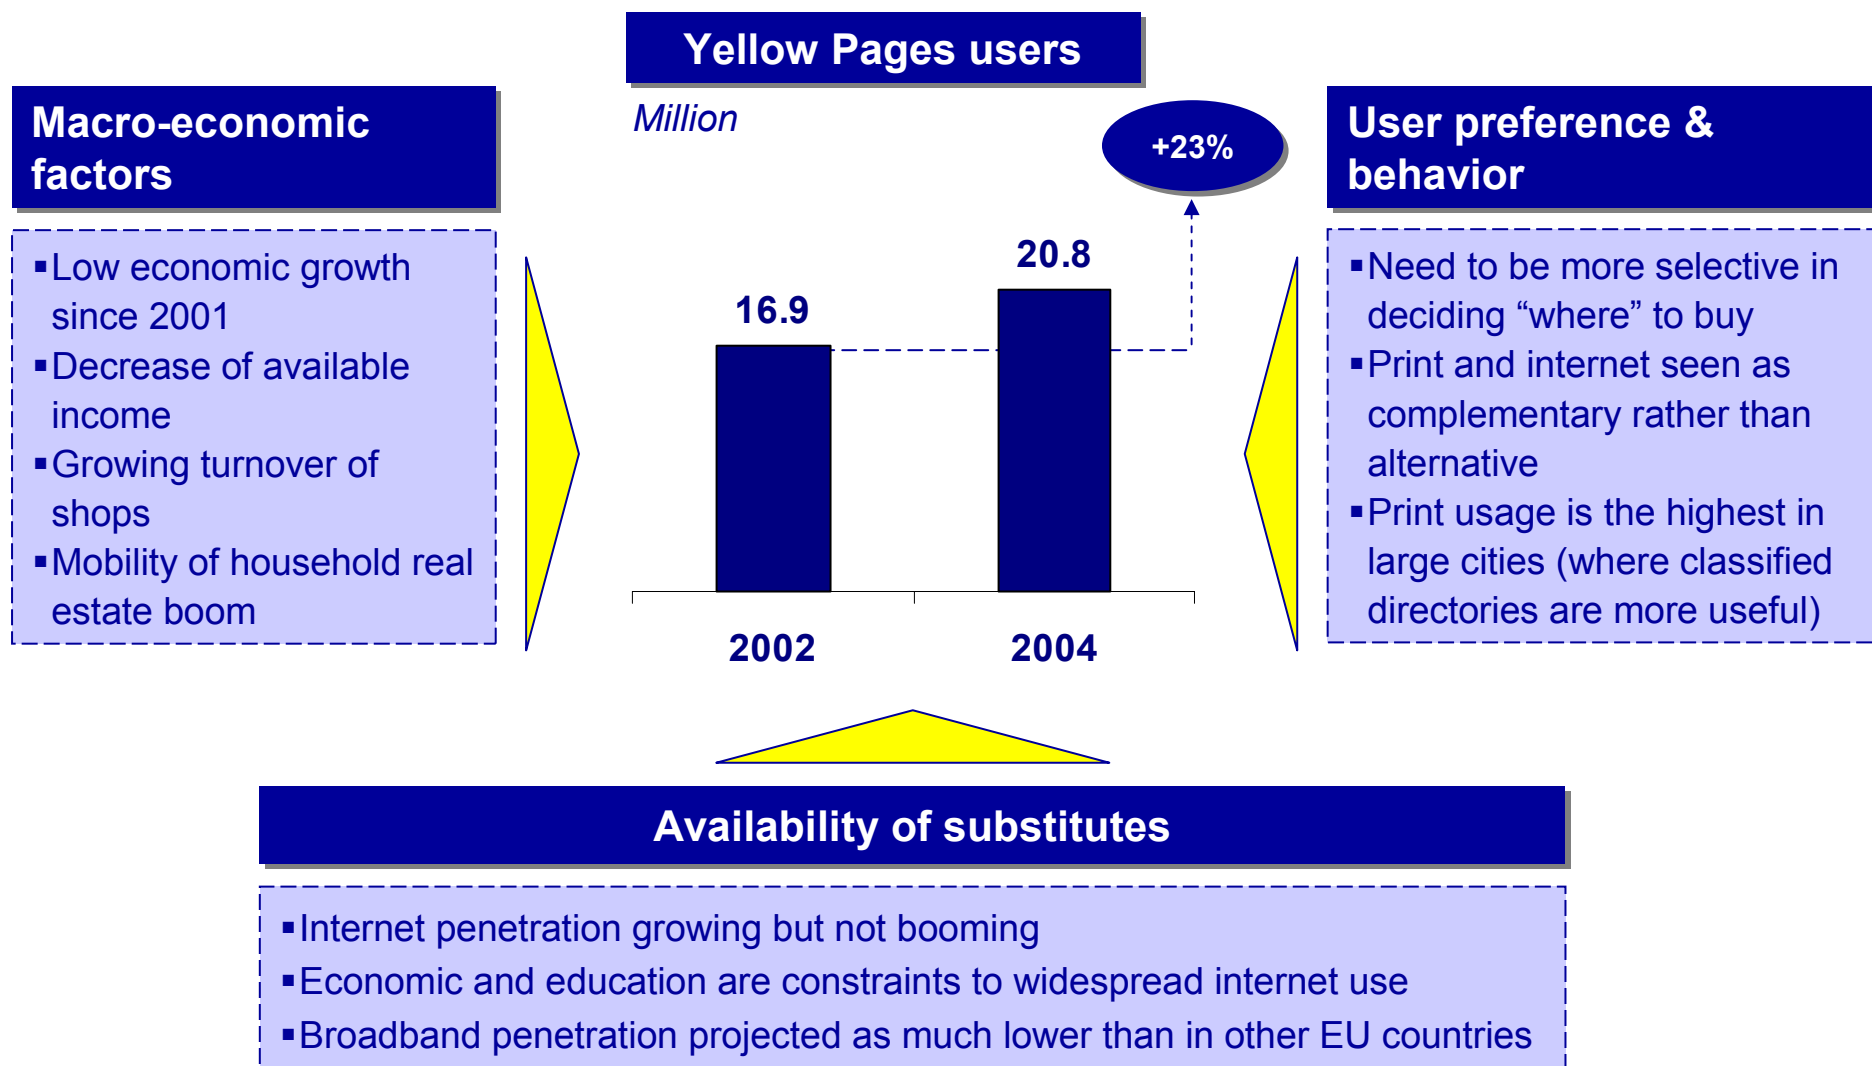 Yellow Pages users
Million
Macro-economic
factors
▪Low economic growth
since 2001
▪Decrease of available
income
▪Growing turnover of
shops
▪Mobility of household real
estate boom
+23%
16.9
20.8
2002
2004
User preference &
behavior
▪Need to be more selective in
deciding “where” to buy
▪Print and internet seen as
complementary rather than
alternative
▪Print usage is the highest in
large cities (where classified
directories are more useful)
Availability of substitutes
▪Internet penetration growing but not booming
▪Economic and education are constraints to widespread internet use
▪Broadband penetration projected as much lower than in other EU countries